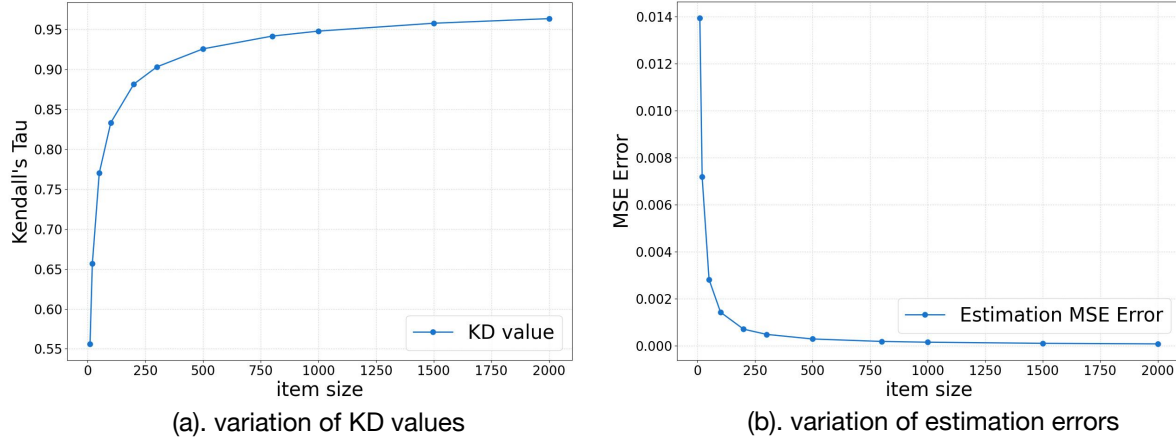 0.95
0.90
0.85
0.80
0.75
0.70
0.65
0.60
0.55
Kendall's Tau
KD value
0 250 500 750 1000 1250 1500 1750 2000
item size
(a). variation of KD values
0.014
0.012
0.010
0.008
0.006
0.004
0.002
0.000
MSE Error
Estimation MSE Error
0 250 500 750 1000 1250 1500 1750 2000
item size
(b). variation of estimation errors